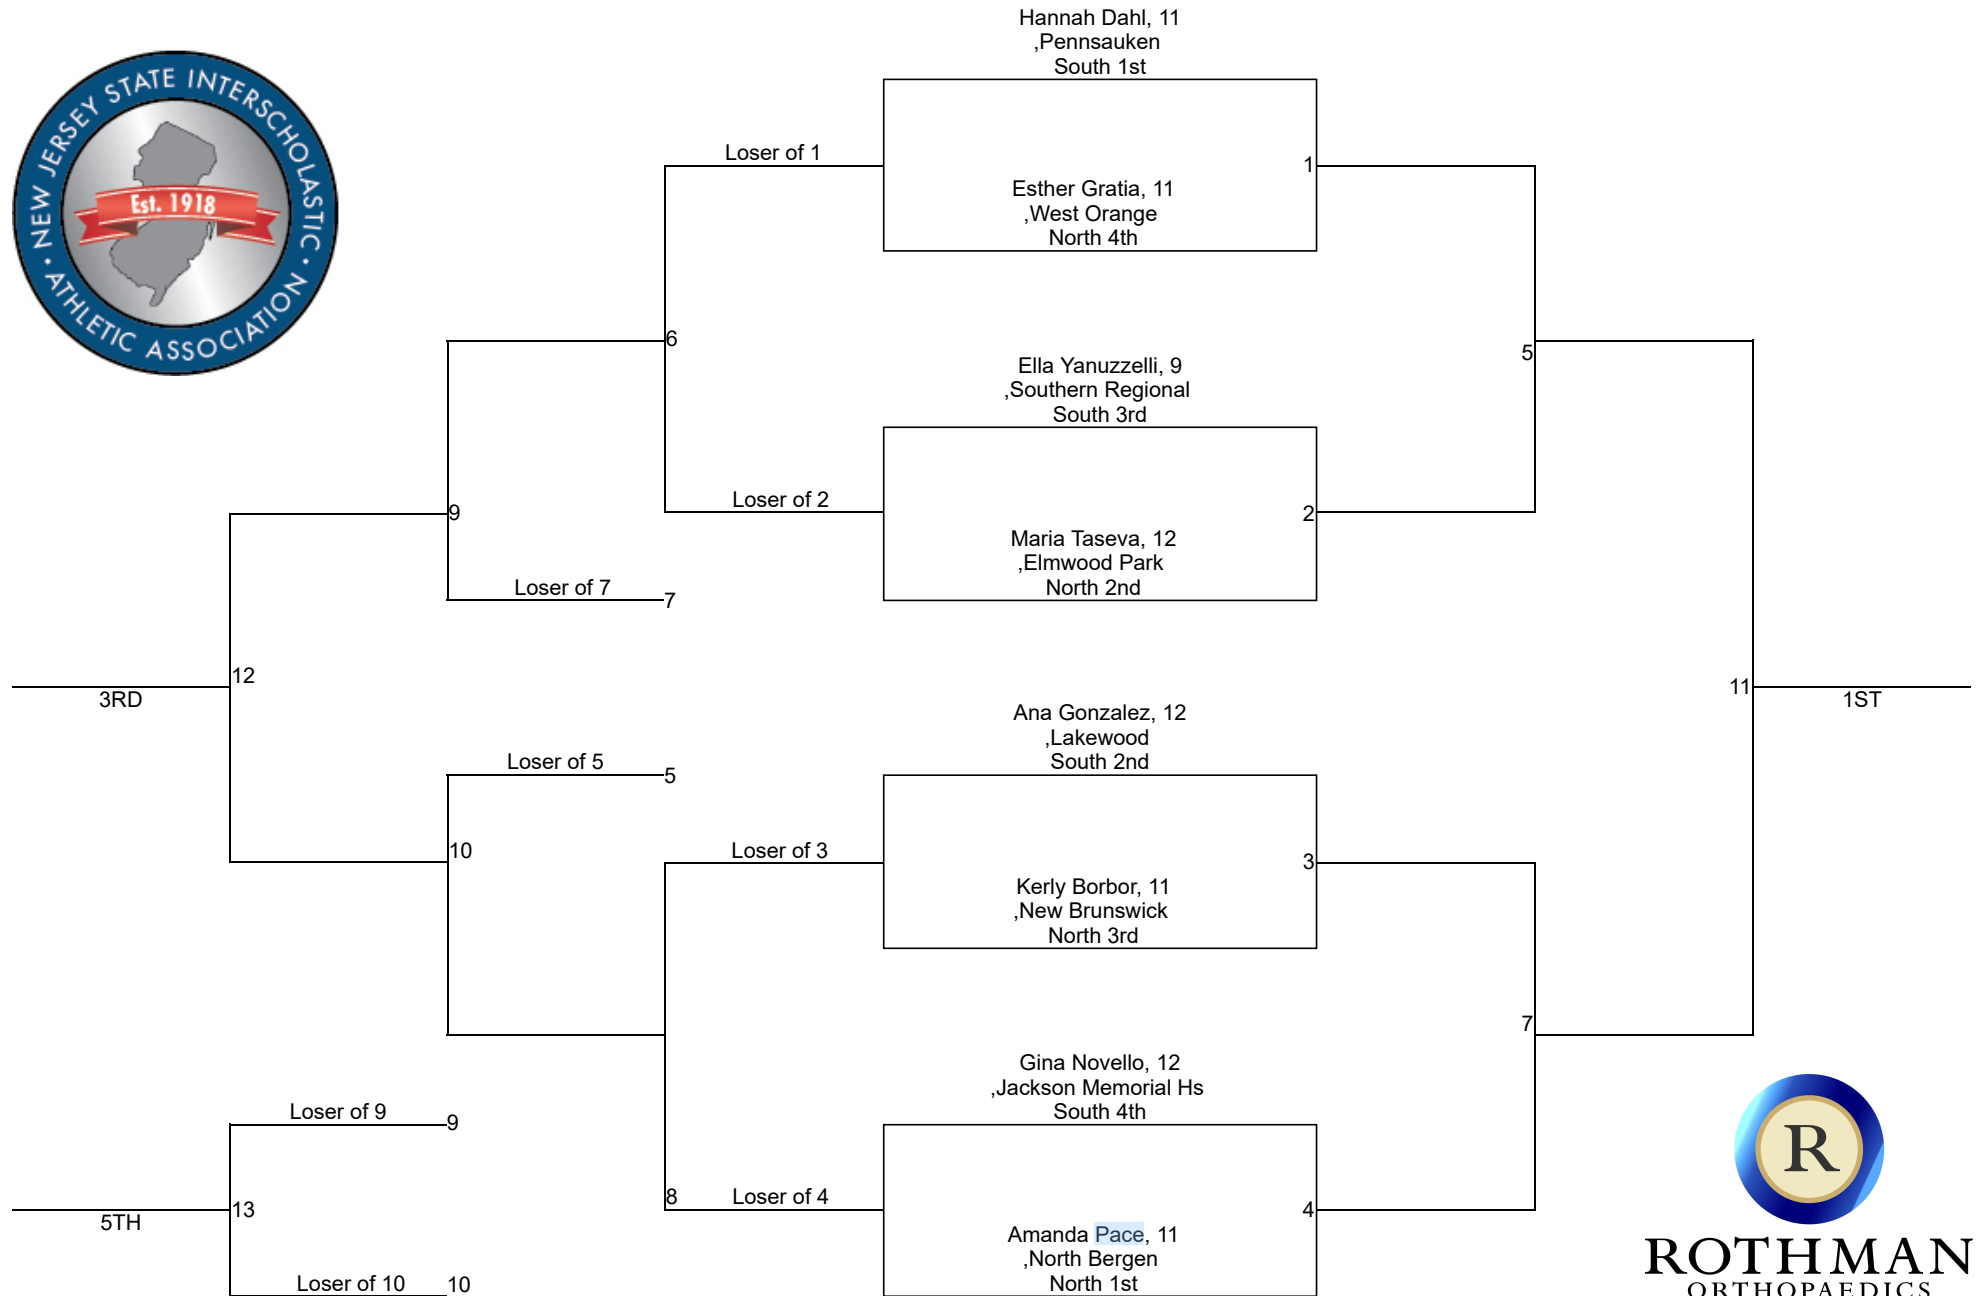 NEW JERSEY STATE INTERSCHOLASTIC • ATHLETIC ASSOCIATION •
Est. 1918
Hannah Dahl, 11
,Pennsauken
South 1st
Loser of 1
1
Esther Gratia, 11
,West Orange
North 4th
6
5
Ella Yanuzzelli, 9
,Southern Regional
South 3rd
Loser of 2
2
9
Maria Taseva, 12
,Elmwood Park
North 2nd
Loser of 7
7
12
3RD
11
1ST
Ana Gonzalez, 12
,Lakewood
South 2nd
Loser of 5
5
10
Loser of 3
3
Kerly Borbor, 11
,New Brunswick
North 3rd
7
Gina Novello, 12
,Jackson Memorial Hs
South 4th
Loser of 9
9
8
Loser of 4
4
13
5TH
Amanda Pace, 11
,North Bergen
North 1st
Loser of 10
10
R
ROTHMAN
ORTHOPAEDICS